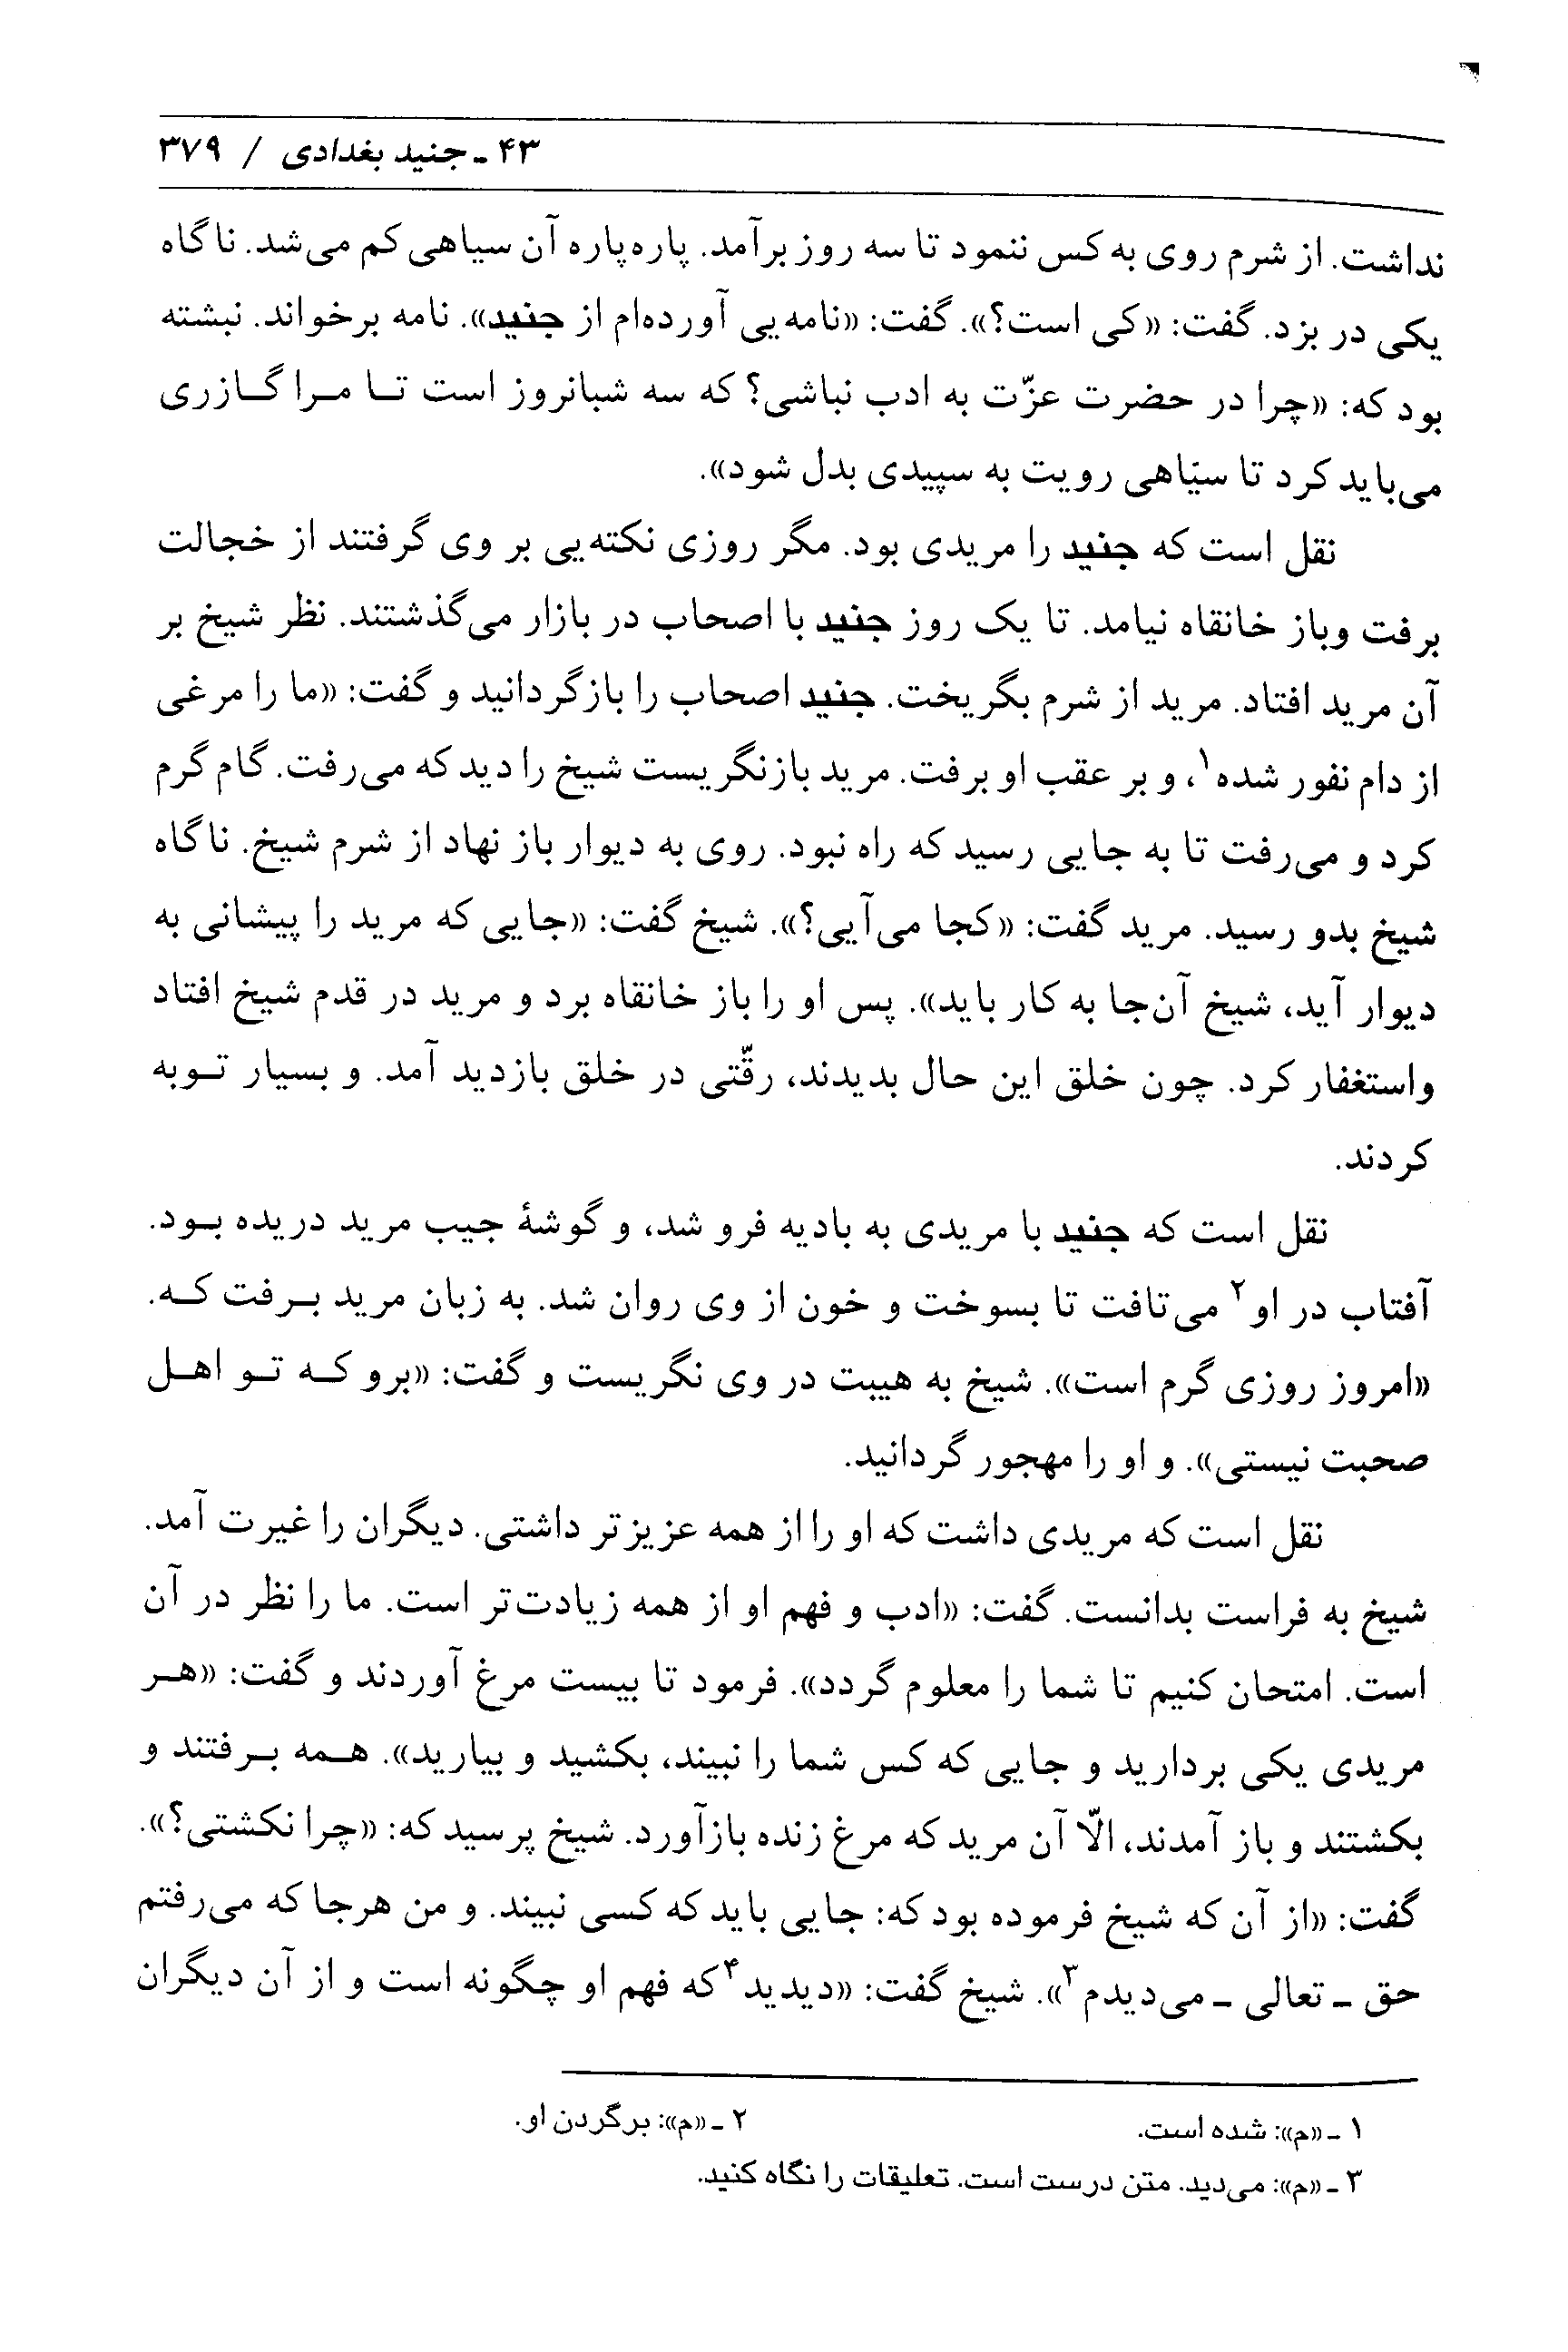 ۴۳ ـ جنید بغدادی / ۳۷۹
نداشت. از شرم روی به کس ننمود تا سه روز برآمد. پاره‌پاره آن سیاهی کم می‌شد. ناگاه
یکی در بزد. گفت: «کی است؟». گفت: «نامه‌یی آورده‌ام از جنید». نامه برخواند. نبشته
بود که: «چرا در حضرت عزّت به ادب نباشی؟ که سه شبانروز است تا مرا گازری
می‌باید کرد تا سیّاهی رویت به سپیدی بدل شود».
نقل است که جنید را مریدی بود. مگر روزی نکته‌یی بر وی گرفتند از خجالت
برفت وباز خانقاه نیامد. تا یک روز جنید با اصحاب در بازار می‌گذشتند. نظر شیخ بر
آن مرید افتاد. مرید از شرم بگریخت. جنید اصحاب را بازگردانید و گفت: «ما را مرغی
از دام نفور شده۱، و بر عقب او برفت. مرید بازنگریست شیخ را دید که می‌رفت. گام گرم
کرد و می‌رفت تا به جایی رسید که راه نبود. روی به دیوار باز نهاد از شرم شیخ. ناگاه
شیخ بدو رسید. مرید گفت: «کجا می‌آیی؟». شیخ گفت: «جایی که مرید را پیشانی به
دیوار آید، شیخ آن‌جا به کار باید». پس او را باز خانقاه برد و مرید در قدم شیخ افتاد
واستغفار کرد. چون خلق این حال بدیدند، رقّتی در خلق بازدید آمد. و بسیار توبه
کردند.
نقل است که جنید با مریدی به بادیه فرو شد، و گوشهٔ جیب مرید دریده بود.
آفتاب در او۲ می‌تافت تا بسوخت و خون از وی روان شد. به زبان مرید برفت که.
«امروز روزی گرم است». شیخ به هیبت در وی نگریست و گفت: «برو که تو اهل
صحبت نیستی». و او را مهجور گردانید.
نقل است که مریدی داشت که او را از همه عزیزتر داشتی. دیگران را غیرت آمد.
شیخ به فراست بدانست. گفت: «ادب و فهم او از همه زیادت‌تر است. ما را نظر در آن
است. امتحان کنیم تا شما را معلوم گردد». فرمود تا بیست مرغ آوردند و گفت: «هر
مریدی یکی بردارید و جایی که کس شما را نبیند، بکشید و بیارید». همه برفتند و
بکشتند و باز آمدند، الّا آن مرید که مرغ زنده بازآورد. شیخ پرسید که: «چرا نکشتی؟».
گفت: «از آن که شیخ فرموده بود که: جایی باید که کسی نبیند. و من هرجا که می‌رفتم
حق ـ تعالی ـ می‌دیدم۳». شیخ گفت: «دیدید۴ که فهم او چگونه است و از آن دیگران
۱ ـ «م»: شده است. ۲ ـ «م»: برگردن او.
۳ ـ «م»: می‌دید. متن درست است. تعلیقات را نگاه کنید.